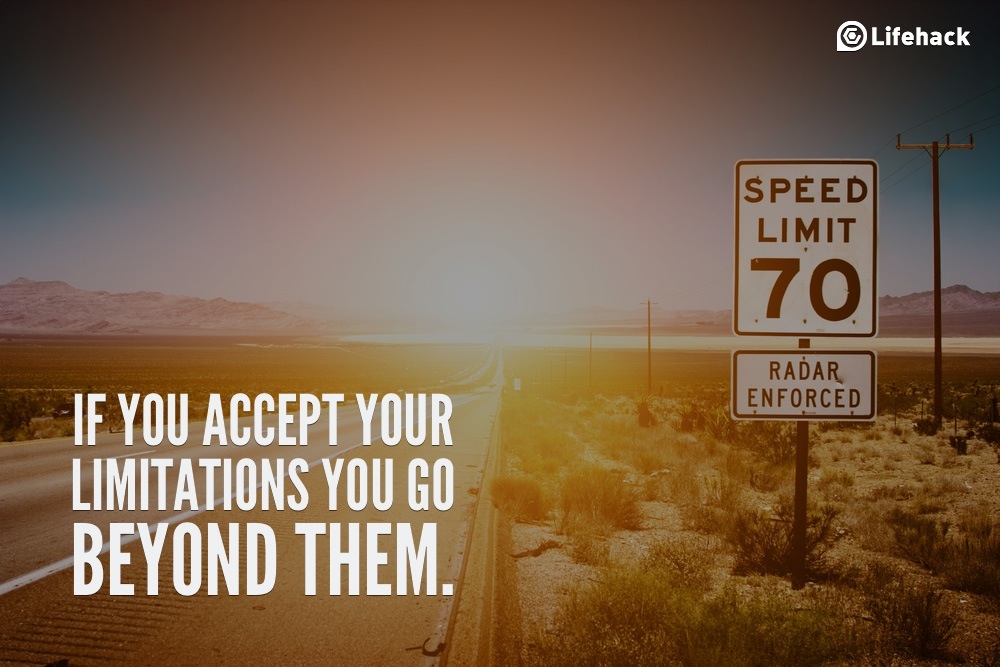 Lifehack
SPEED
LIMIT
70
RADAR
ENFORCED
IF YOU ACCEPT YOUR
LIMITATIONS YOU GO
BEYOND THEM.